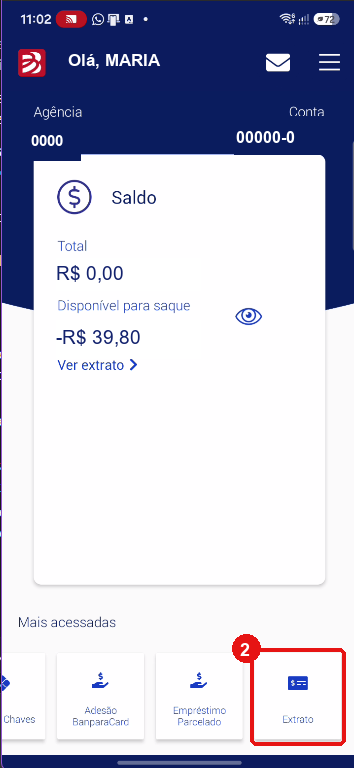 11:02 72
Olá, MARIA
Agência Conta
0000 00000-0
Saldo
Total
R$ 0,00
Disponível para saque
-R$ 39,80
Ver extrato
Mais acessadas
2
Chaves
Adesão
BanparaCard
Empréstimo
Parcelado
Extrato